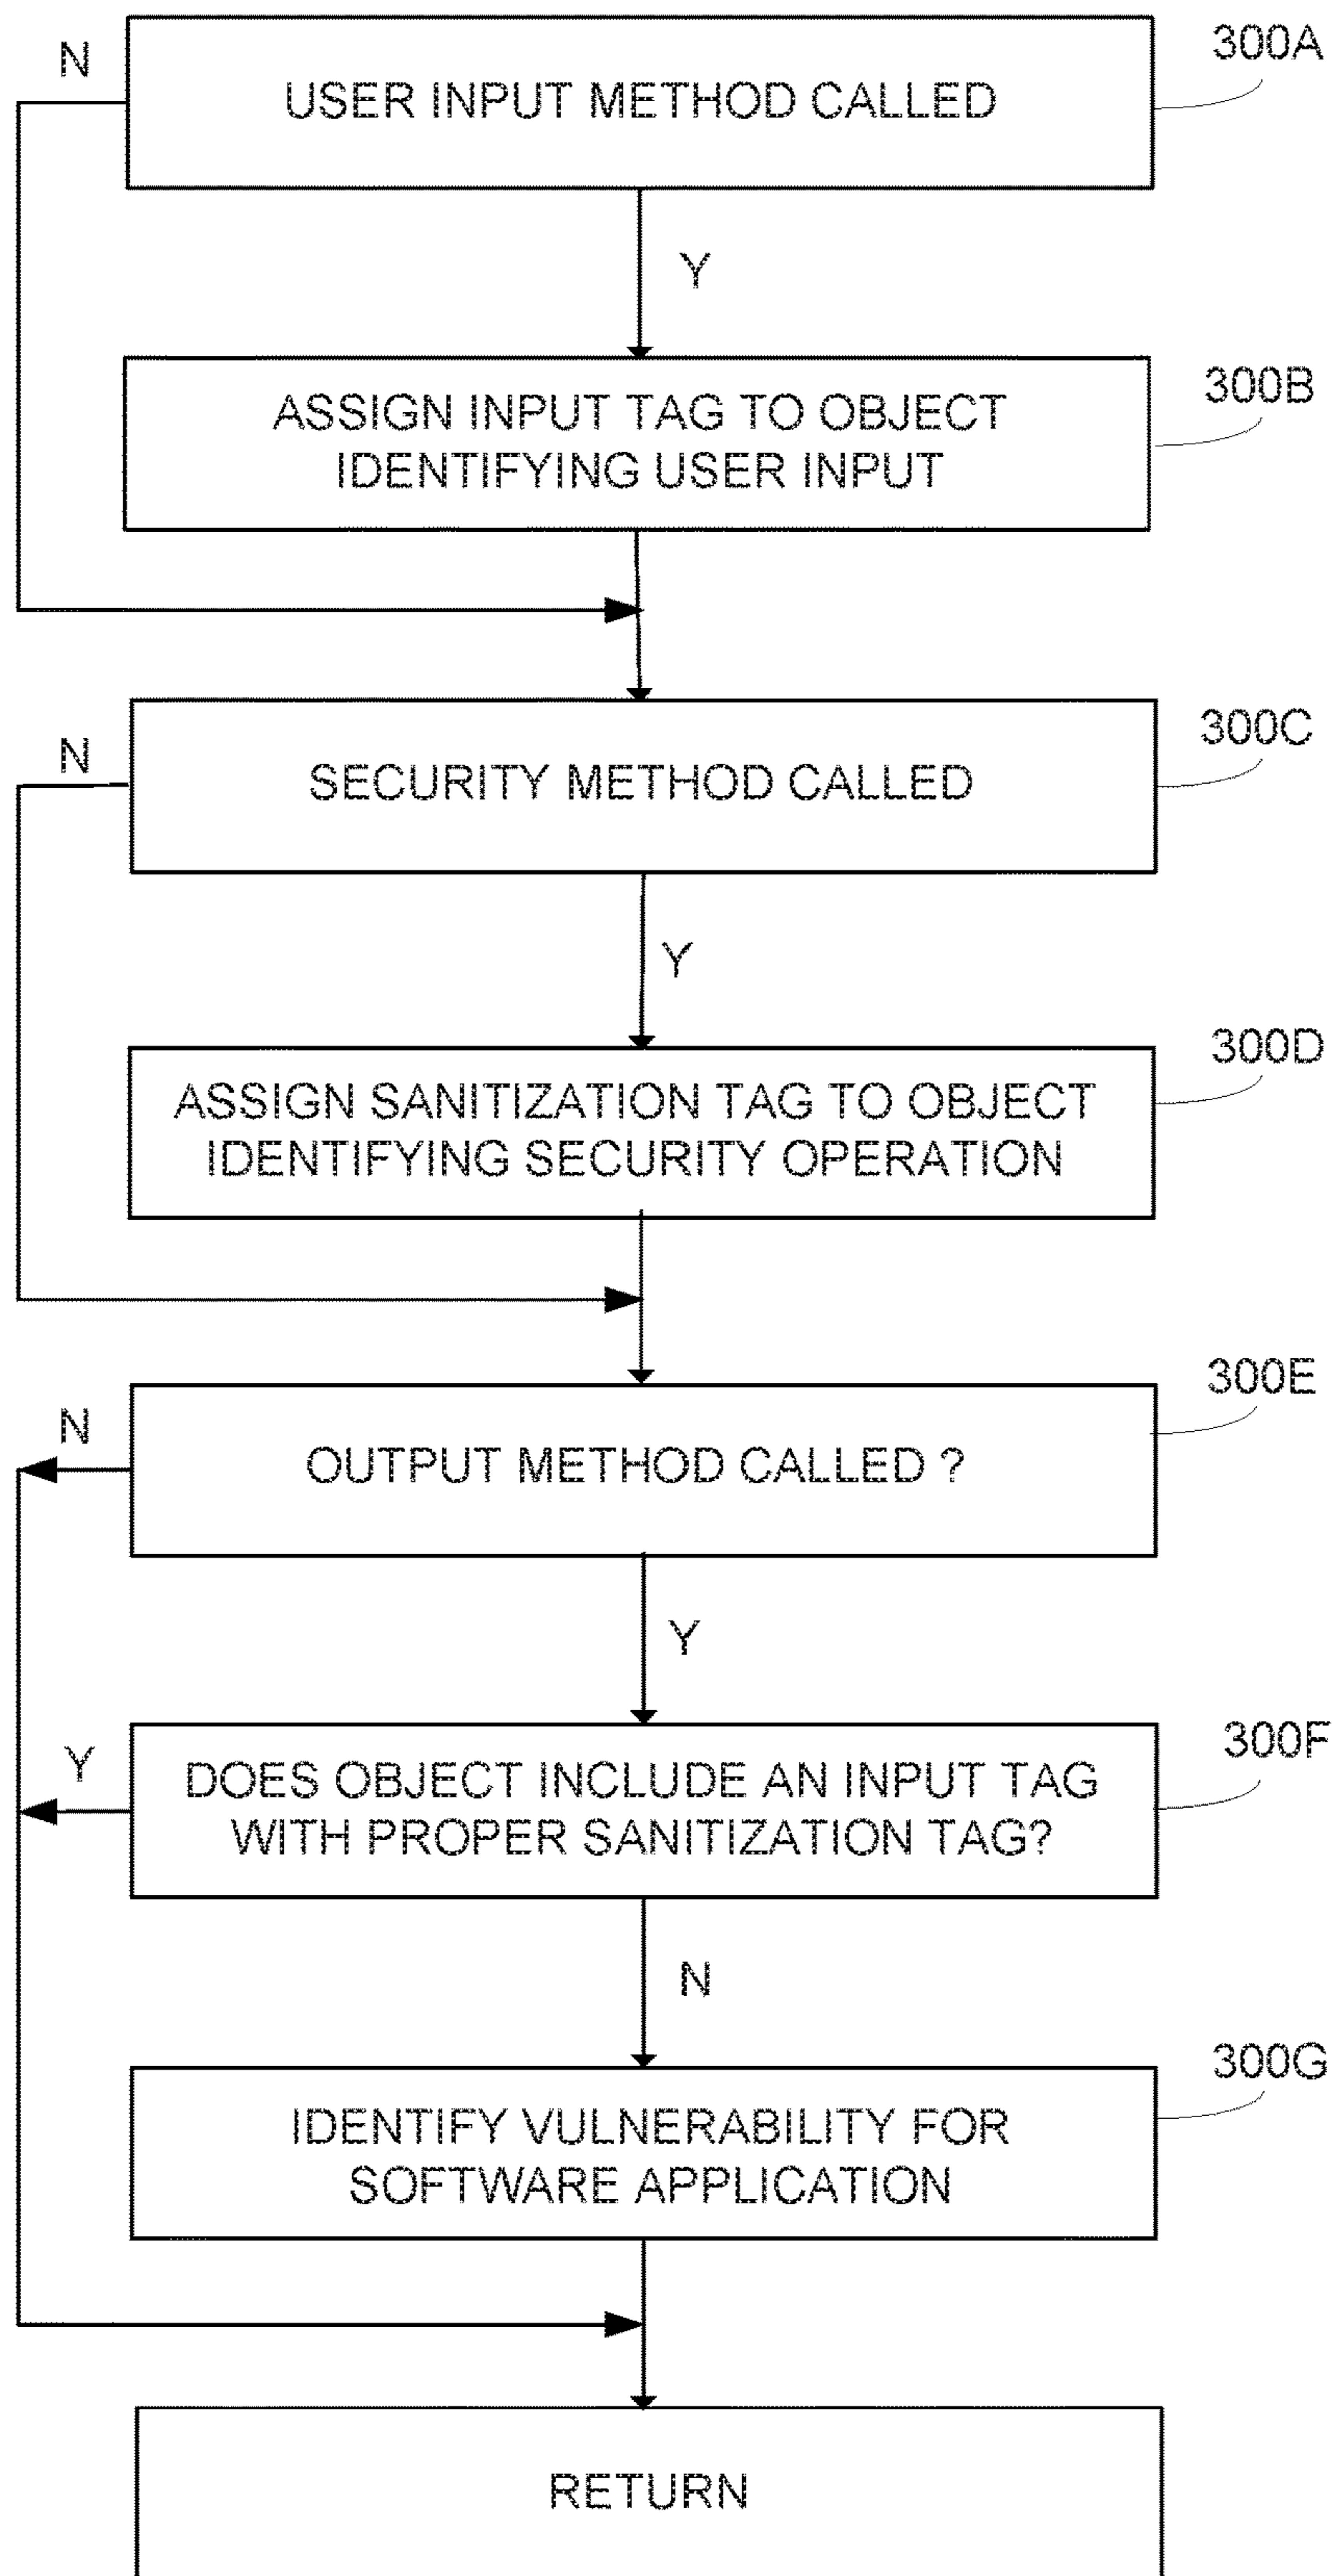 N
300A
USER INPUT METHOD CALLED
Y
300B
ASSIGN INPUT TAG TO OBJECT
IDENTIFYING USER INPUT
300C
N
SECURITY METHOD CALLED
Y
300D
ASSIGN SANITIZATION TAG TO OBJECT
IDENTIFYING SECURITY OPERATION
300E
N
OUTPUT METHOD CALLED ?
Y
300F
Y
DOES OBJECT INCLUDE AN INPUT TAG
WITH PROPER SANITIZATION TAG?
N
300G
IDENTIFY VULNERABILITY FOR
SOFTWARE APPLICATION
RETURN